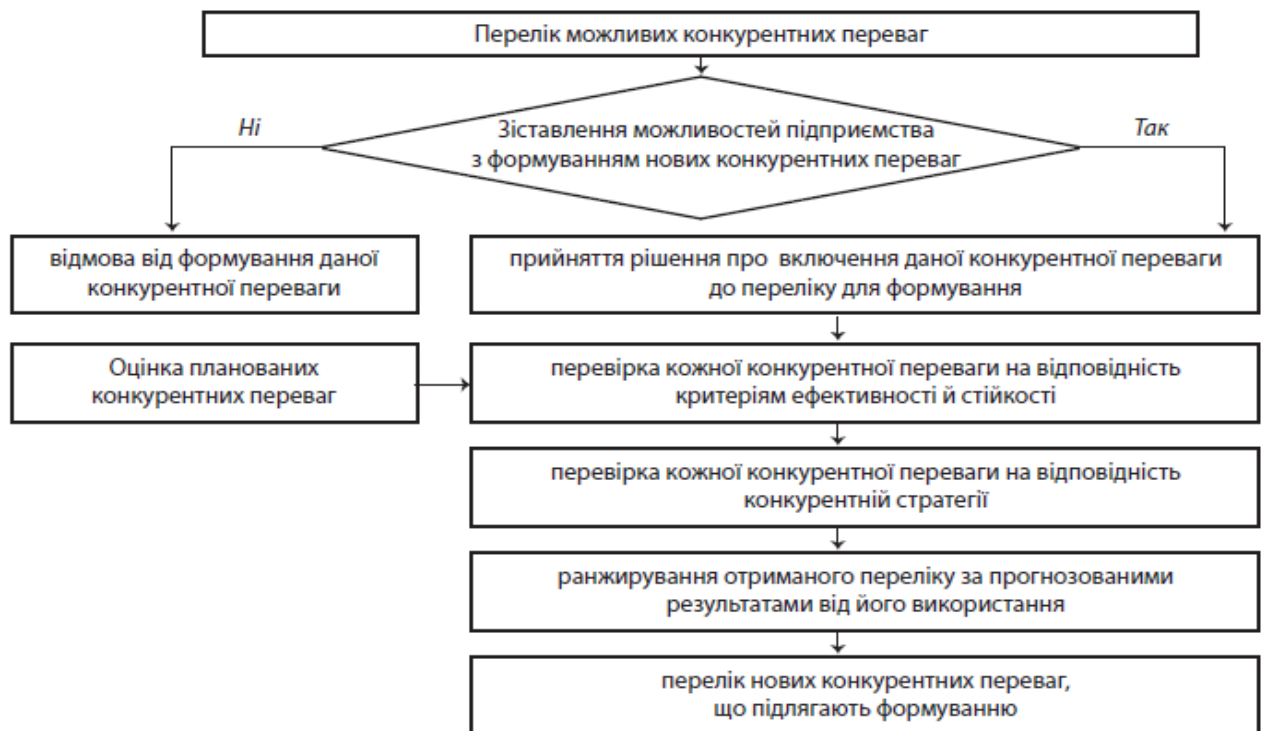 Перелік можливих конкурентних переваг
Ні
Зіставлення можливостей підприємства
з формуванням нових конкурентних переваг
Так
відмова від формування даної
конкурентної переваги
прийняття рішення про включення даної конкурентної переваги
до переліку для формування
Оцінка планованих
конкурентних переваг
перевірка кожної конкурентної переваги на відповідність
критеріям ефективності й стійкості
перевірка кожної конкурентної переваги на відповідність
конкурентній стратегії
ранжирування отриманого переліку за прогнозованими
результатами від його використання
перелік нових конкурентних переваг,
що підлягають формуванню